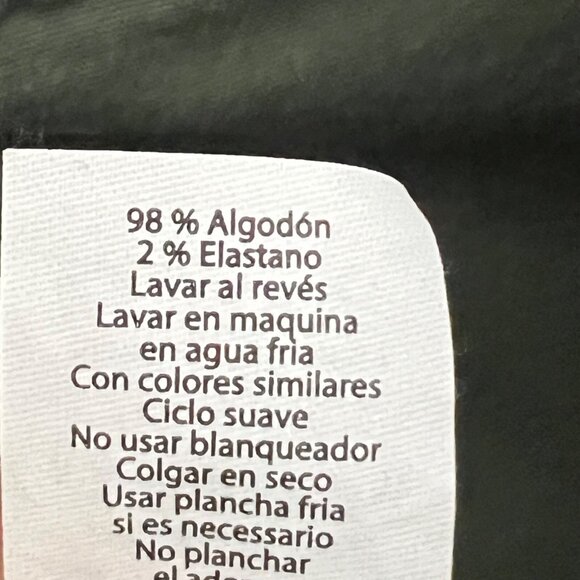 98 % Algodón
2 % Elastano
Lavar al revés
Lavar en maquina
en agua fria
Con colores similares
Ciclo suave
No usar blanqueador
Colgar en seco
Usar plancha fria
si es necessario
No planchar
el